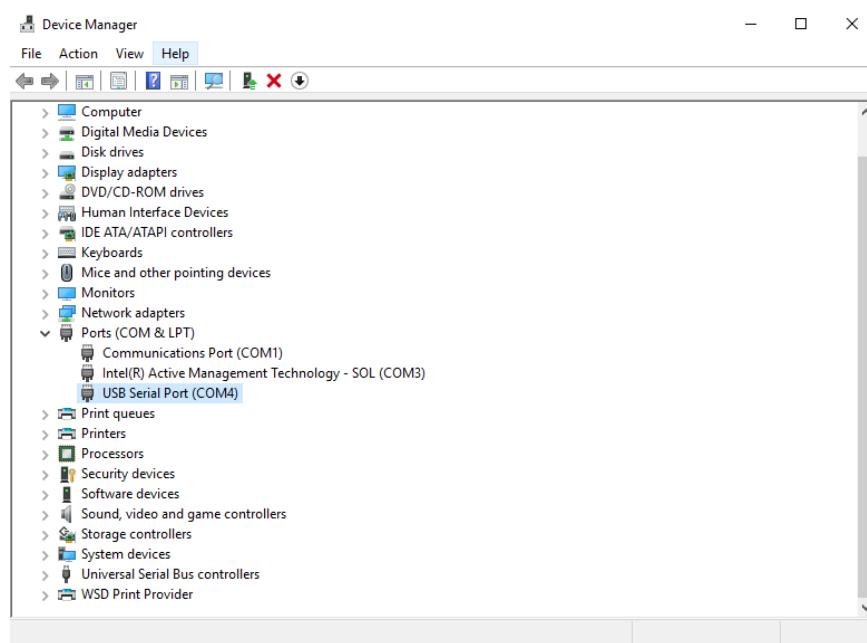 Device Manager
File Action View Help
Computer
Digital Media Devices
Disk drives
Display adapters
DVD/CD-ROM drives
Human Interface Devices
IDE ATA/ATAPI controllers
Keyboards
Mice and other pointing devices
Monitors
Network adapters
Ports (COM & LPT)
Communications Port (COM1)
Intel(R) Active Management Technology - SOL (COM3)
USB Serial Port (COM4)
Print queues
Printers
Processors
Security devices
Software devices
Sound, video and game controllers
Storage controllers
System devices
Universal Serial Bus controllers
WSD Print Provider